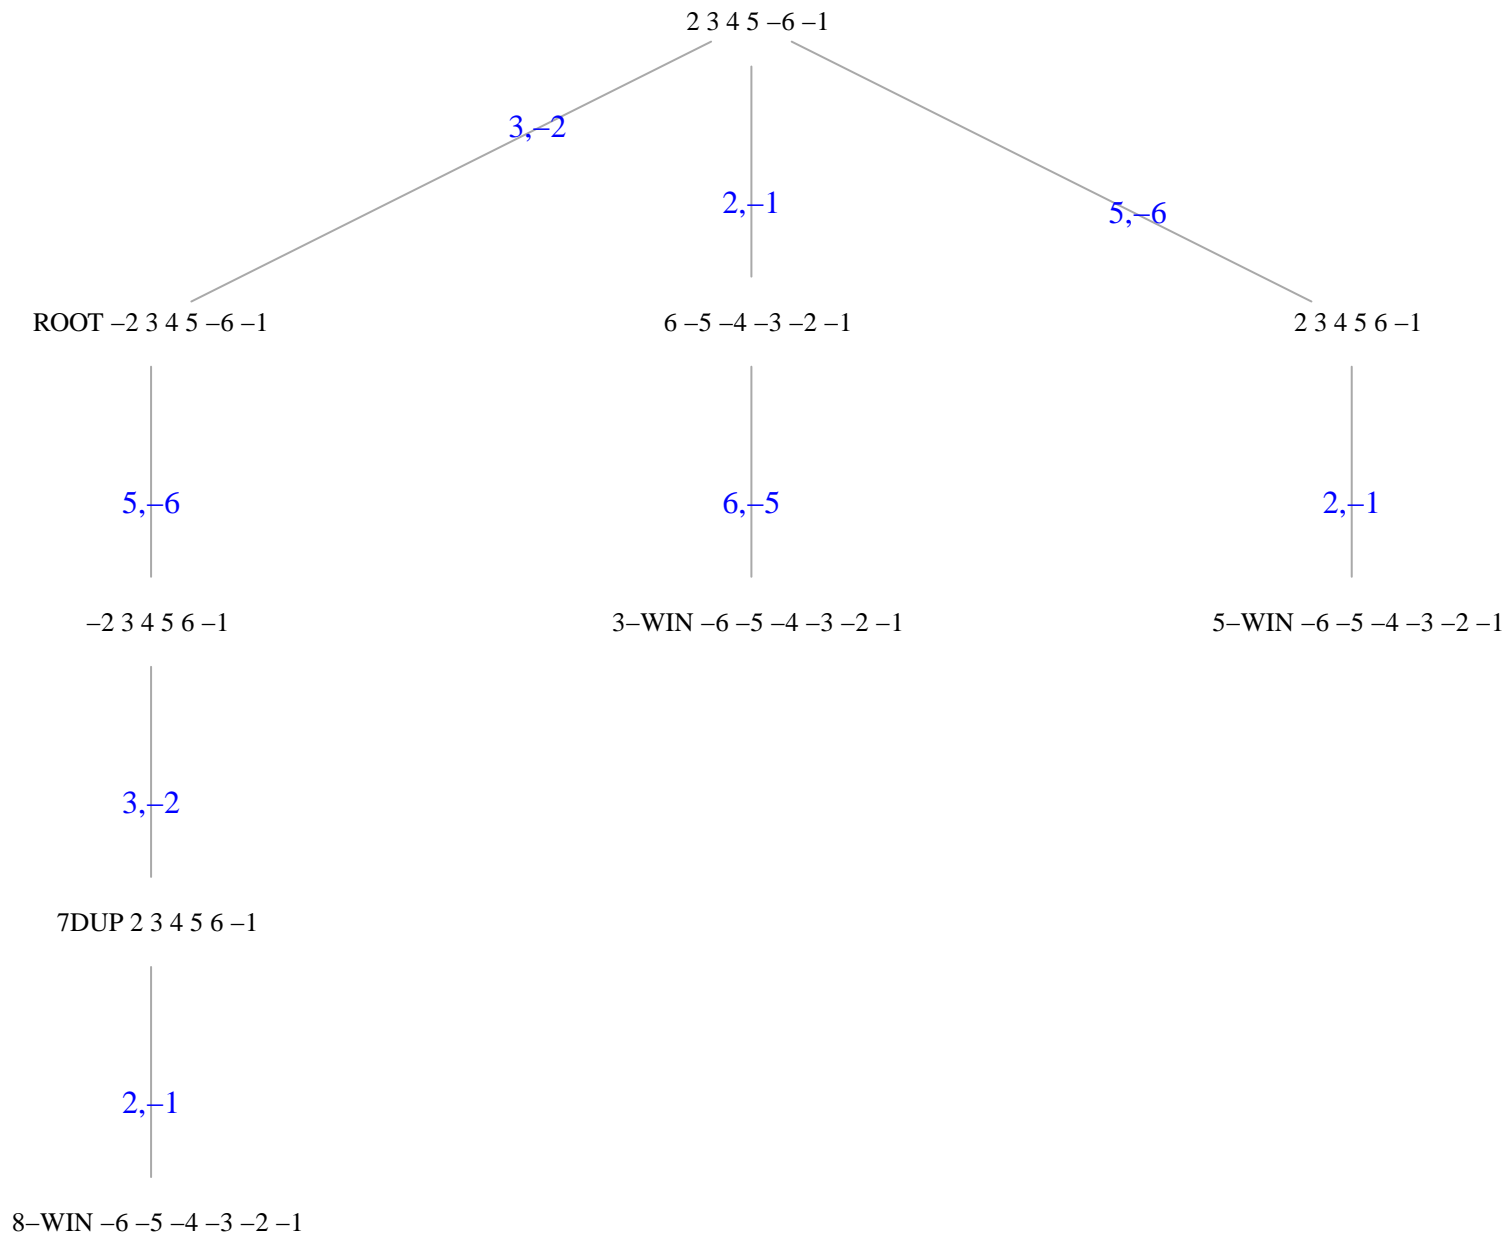 2 3 4 5 –6 –1
3,–2
2,–1
5,–6
ROOT –2 3 4 5 –6 –1
6 –5 –4 –3 –2 –1
2 3 4 5 6 –1
5,–6
6,–5
2,–1
–2 3 4 5 6 –1
3–WIN –6 –5 –4 –3 –2 –1
5–WIN –6 –5 –4 –3 –2 –1
3,–2
7DUP 2 3 4 5 6 –1
2,–1
8–WIN –6 –5 –4 –3 –2 –1